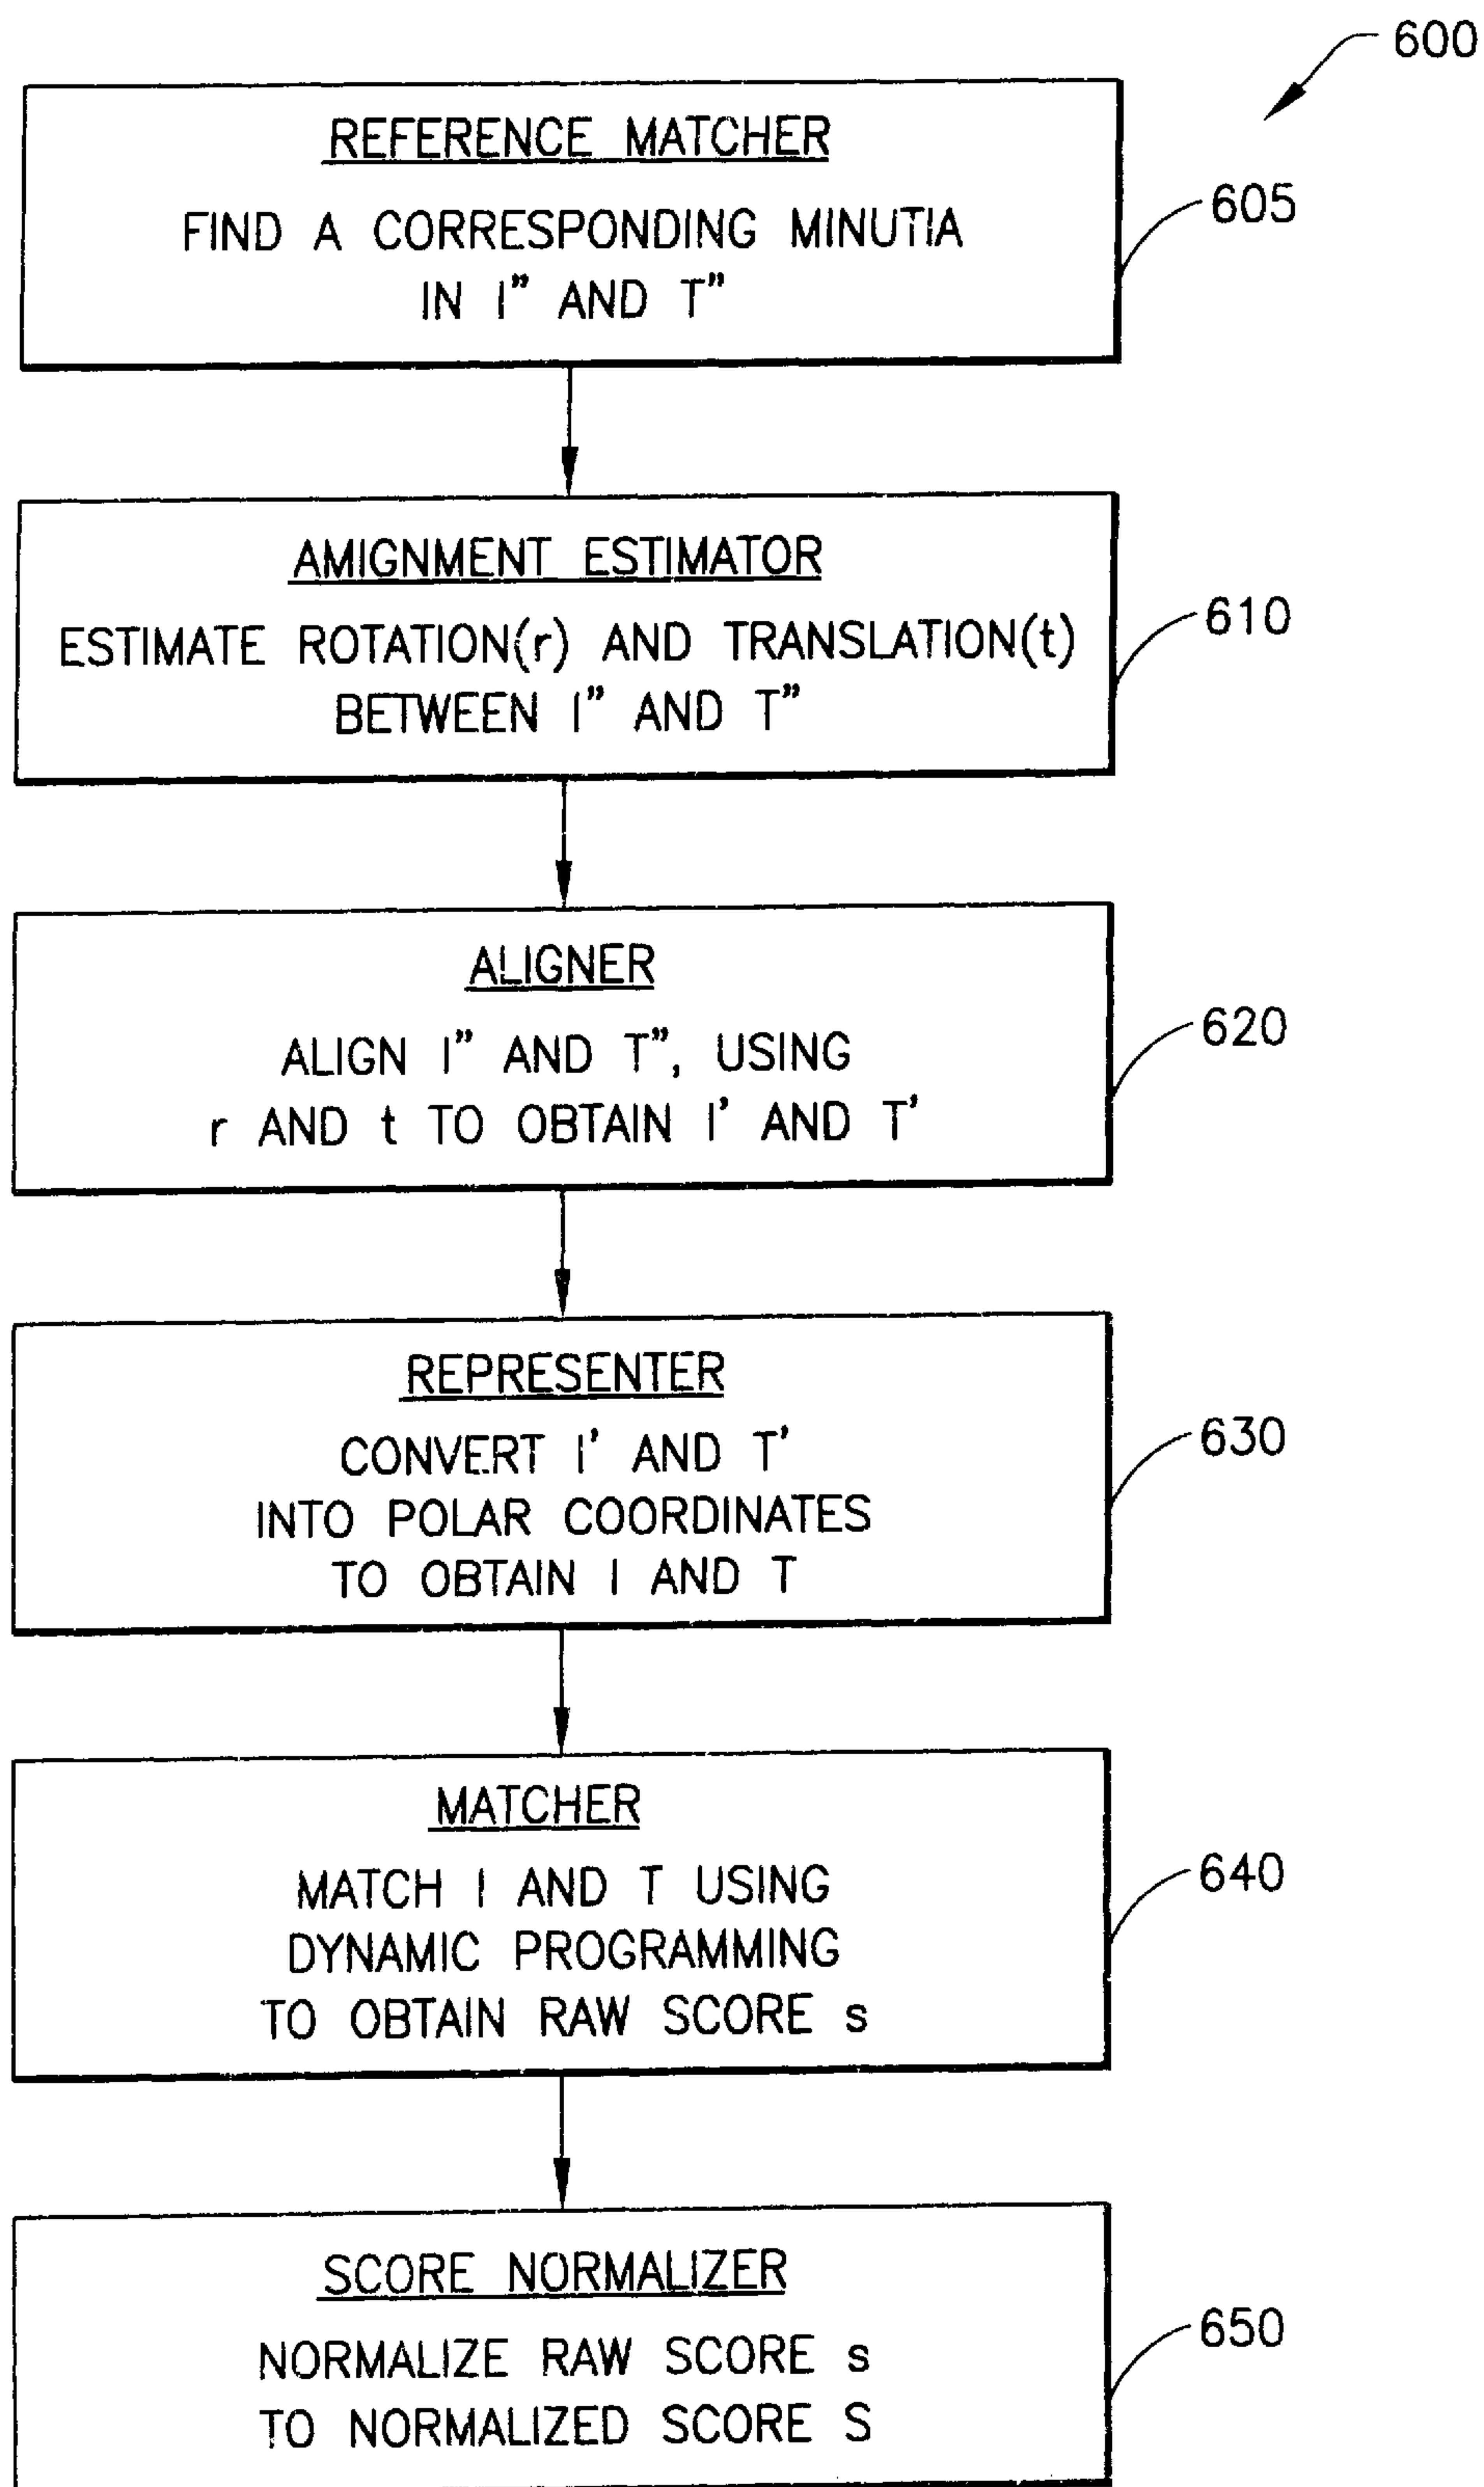 600
REFERENCE MATCHER
FIND A CORRESPONDING MINUTIA
IN I” AND T”
605
AMIGNMENT ESTIMATOR
ESTIMATE ROTATION(r) AND TRANSLATION(t)
BETWEEN I” AND T”
610
ALIGNER
ALIGN I” AND T”, USING
r AND t TO OBTAIN I’ AND T’
620
REPRESENTER
CONVERT I’ AND T’
INTO POLAR COORDINATES
TO OBTAIN I AND T
630
MATCHER
MATCH I AND T USING
DYNAMIC PROGRAMMING
TO OBTAIN RAW SCORE s
640
SCORE NORMALIZER
NORMALIZE RAW SCORE s
TO NORMALIZED SCORE S
650